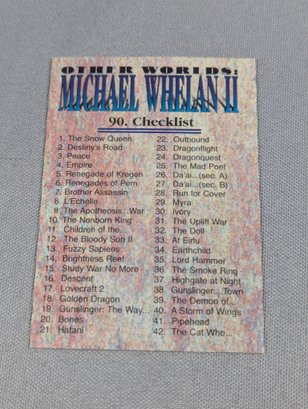 OTHER WORLDS:
MICHAEL WHELAN II
90. Checklist
1. The Snow Queen
2. Destiny's Road
3. Peace
4. Empire
5. Renegade of Kregen
6. Renegades of Pern
7. Brother Assassin
8. L'Echelle
9. The Apotheosis...War
10. The Nonborn King
11. Children of the...
12. The Bloody Sun II
13. Fuzzy Sapiens
14. Brightness Reef
15. Study War No More
16. Descent
17. Lovecraft 2
18. Golden Dragon
19. Gunslinger: The Way...
20. Bones
21. Hatani
22. Outbound
23. Dragonflight
24. Dragonquest
25. The Mad Poet
26. Da'ai...(sec. A)
27. Da'ai...(sec. B)
28. Run for Cover
29. Myra
30. Ivory
31. The Uplift War
32. The Doll
33. At Eirfu
34. Earthchild
35. Lord Hammer
36. The Smoke Ring
37. Highgate at Night
38. Gunslinger:... Town
39. The Demon of...
40. A Storm of Wings
41. Pipehead
42. The Cat Who...